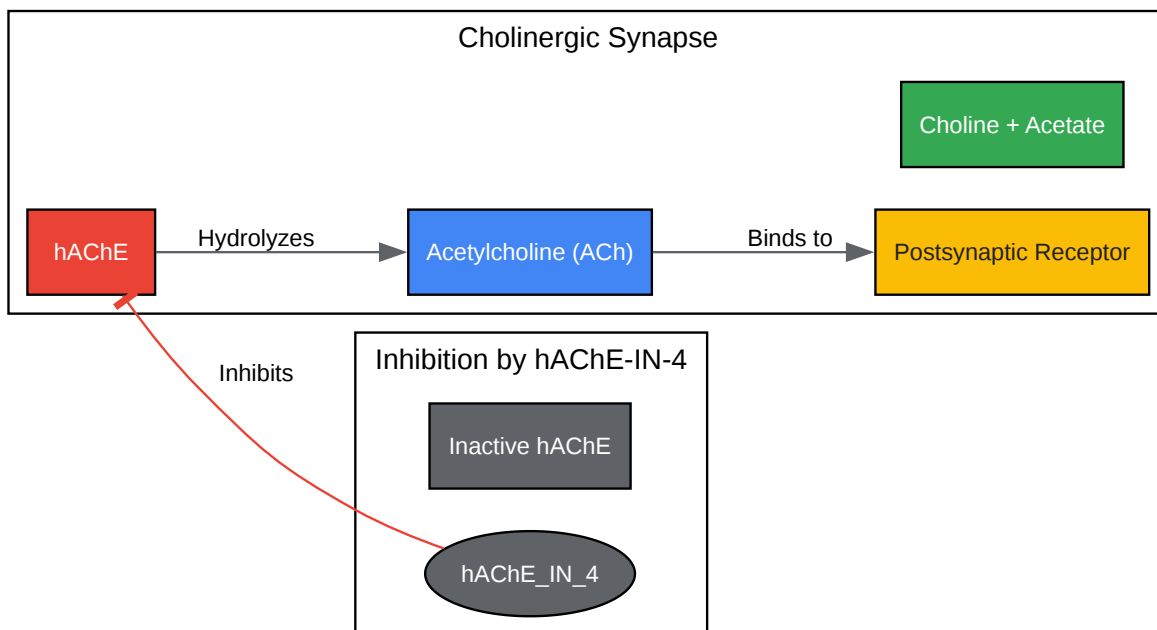 Cholinergic Synapse
Choline + Acetate
hAChE
Hydrolyzes
Acetylcholine (ACh)
Binds to
Postsynaptic Receptor
Inhibits
Inhibition by hAChE-IN-4
Inactive hAChE
hAChE_IN_4